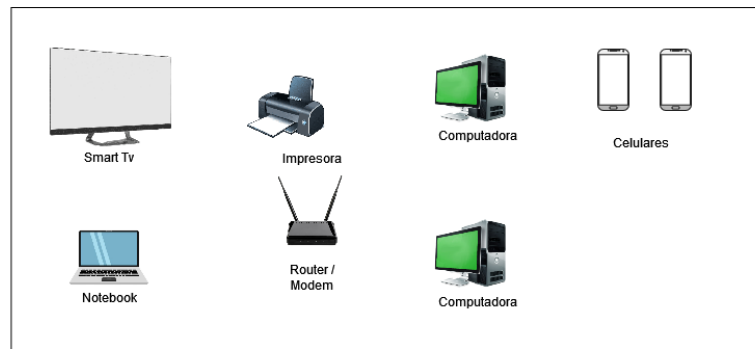 Smart Tv
Impresora
Computadora
Celulares
Notebook
Router /
Modem
Computadora